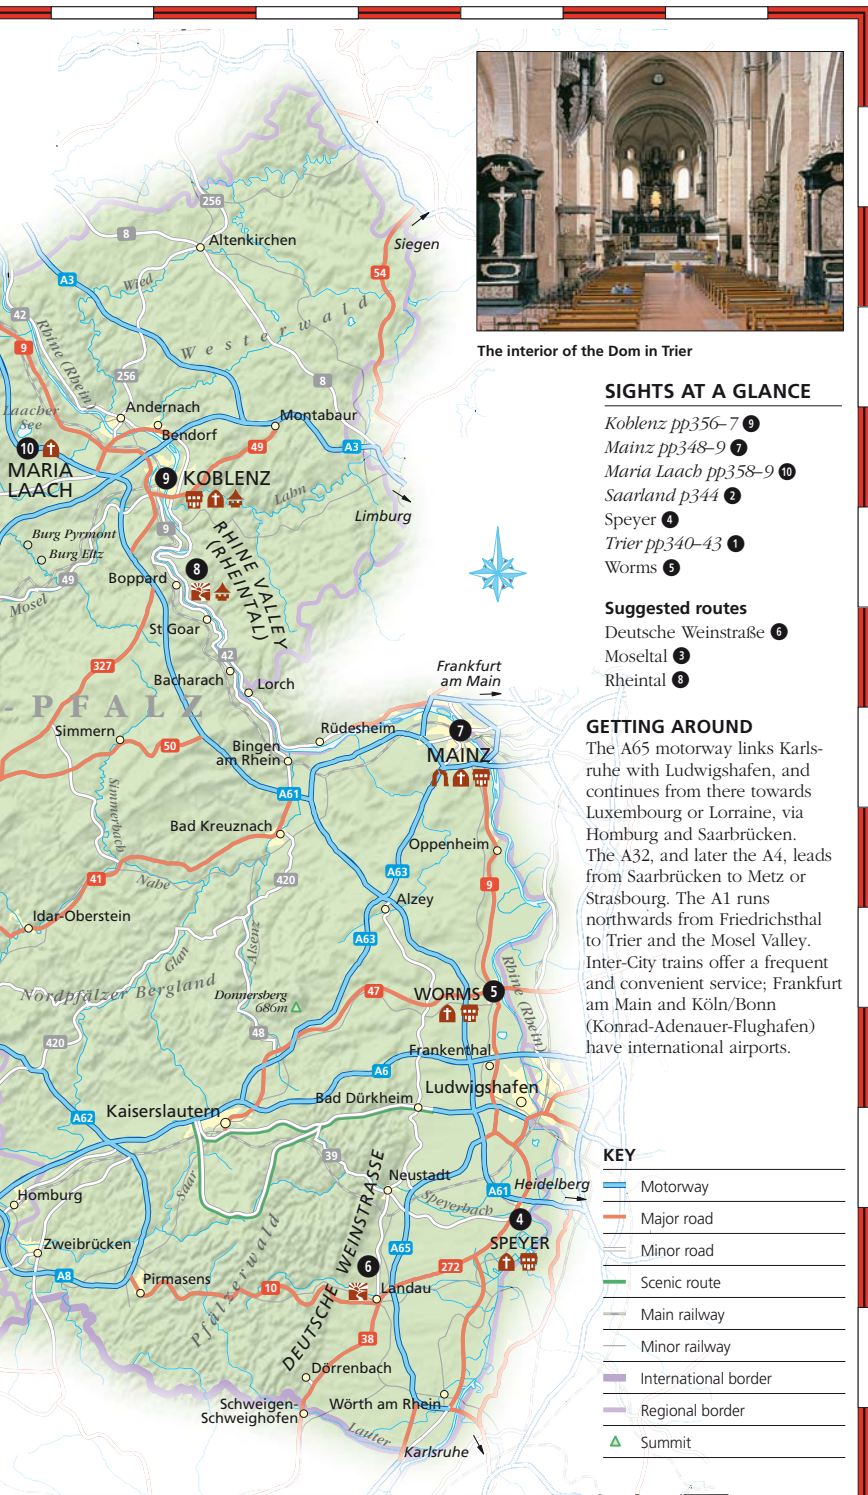 256
8
Altenkirchen
Siegen
54
A3
Wied
42
Rhine (Rhein)
9
Westerwald
256
8
Laacher
See
Andernach
Bendorf
Montabaur
49
A3
10
MARIA
LAACH
9 KOBLENZ
Lahn
Limburg
9
Burg Pyrmont
Burg Eltz
49
Mosel
RHINE VALLEY
(RHEINTAL)
8
Boppard
St Goar
42
327
Bacharach
Lorch
Frankfurt
am Main
-PFALZ
Simmern
50
Rüdesheim
7
MAINZ
Bingen
am Rhein
A61
Simmerbach
Bad Kreuznach
Oppenheim
41
Nahe
420
A63
9
Idar-Oberstein
Alzey
A63
Glan
Alsenz
Nordpfälzer Bergland
Donnersberg
686m
47
WORMS 5
Rhine (Rhein)
420
48
Frankenthal
A6
Ludwigshafen
Bad Dürkheim
Kaiserslautern
A62
39
Saar
Neustadt
Homburg
Speyerbach
A61
Heidelberg
4
SPEYER
Zweibrücken
A65
6
DEUTSCHE WEINSTRASSE
272
A8
Pirmasens
10
Landau
Pfälzerwald
38
Dörrenbach
Schweigen-
Schweighofen
Wörth am Rhein
Lauter
Karlsruhe
The interior of the Dom in Trier
SIGHTS AT A GLANCE
Koblenz pp356–7 9
Mainz pp348–9 7
Maria Laach pp358–9 10
Saarland p344 2
Speyer 4
Trier pp340–43 1
Worms 5
Suggested routes
Deutsche Weinstraße 6
Moseltal 3
Rheintal 8
GETTING AROUND
The A65 motorway links Karls-
ruhe with Ludwigshafen, and
continues from there towards
Luxembourg or Lorraine, via
Homburg and Saarbrücken.
The A32, and later the A4, leads
from Saarbrücken to Metz or
Strasbourg. The A1 runs
northwards from Friedrichsthal
to Trier and the Mosel Valley.
Inter-City trains offer a frequent
and convenient service; Frankfurt
am Main and Köln/Bonn
(Konrad-Adenauer-Flughafen)
have international airports.
KEY
Motorway
Major road
Minor road
Scenic route
Main railway
Minor railway
International border
Regional border
Summit